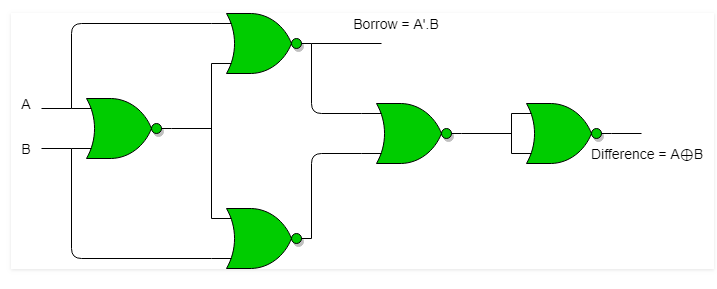 Borrow = A'.B
A
B
Difference = A⊕B